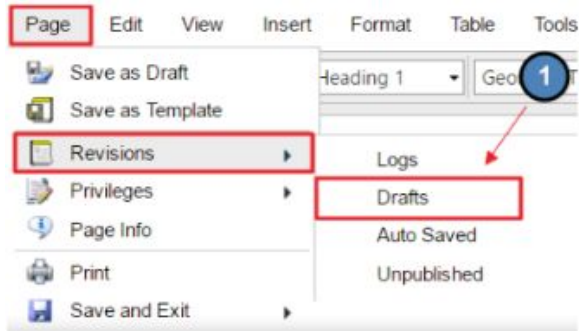 Page Edit View Insert Format Table Tools
Save as Draft
Heading 1 Geo 1 T
Save as Template
Revisions
Logs
Privileges
Drafts
Page Info
Auto Saved
Print
Unpublished
Save and Exit